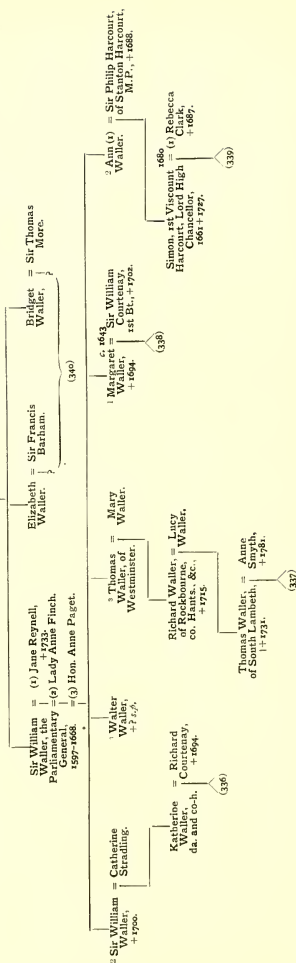 Sir William = (1) Jane Reynell,
Waller, the | +1733.
Parliamentary = (2) Lady Anne Finch.
General, |
1597-1668. = (3) Hon. Anne Paget.
Elizabeth = Sir Francis
Waller. | Barham.
?
Bridget = Sir Thomas
Waller, | More.
?
(340)
2 Sir William = Catherine
Waller, | Stradling.
+1700.
1 Walter
Waller,
+? s.p.
3 Thomas = Mary
Waller, of | Waller.
Westminster.
c. 1643
1 Margaret = Sir William
Waller, | Courtenay,
+1694. | 1st Bt., +1702.
(338)
2 Ann (1) = Sir Philip Harcourt,
Waller. | of Stanton Harcourt,
M.P., +1688.
Katherine = Richard
Waller, | Courtenay,
da. and co-h. | +1694.
(336)
Richard Waller, = Lucy
of Rockbourne, | Waller.
co. Hants., &c.,
+1715.
1680
Simon, 1st Viscount = (1) Rebecca
Harcourt, Lord High | Clark,
Chancellor, | +1687.
1661+1727.
(339)
Thomas Waller, = Anne
of South Lambeth, | Smyth,
+1731. | +1781.
(337)